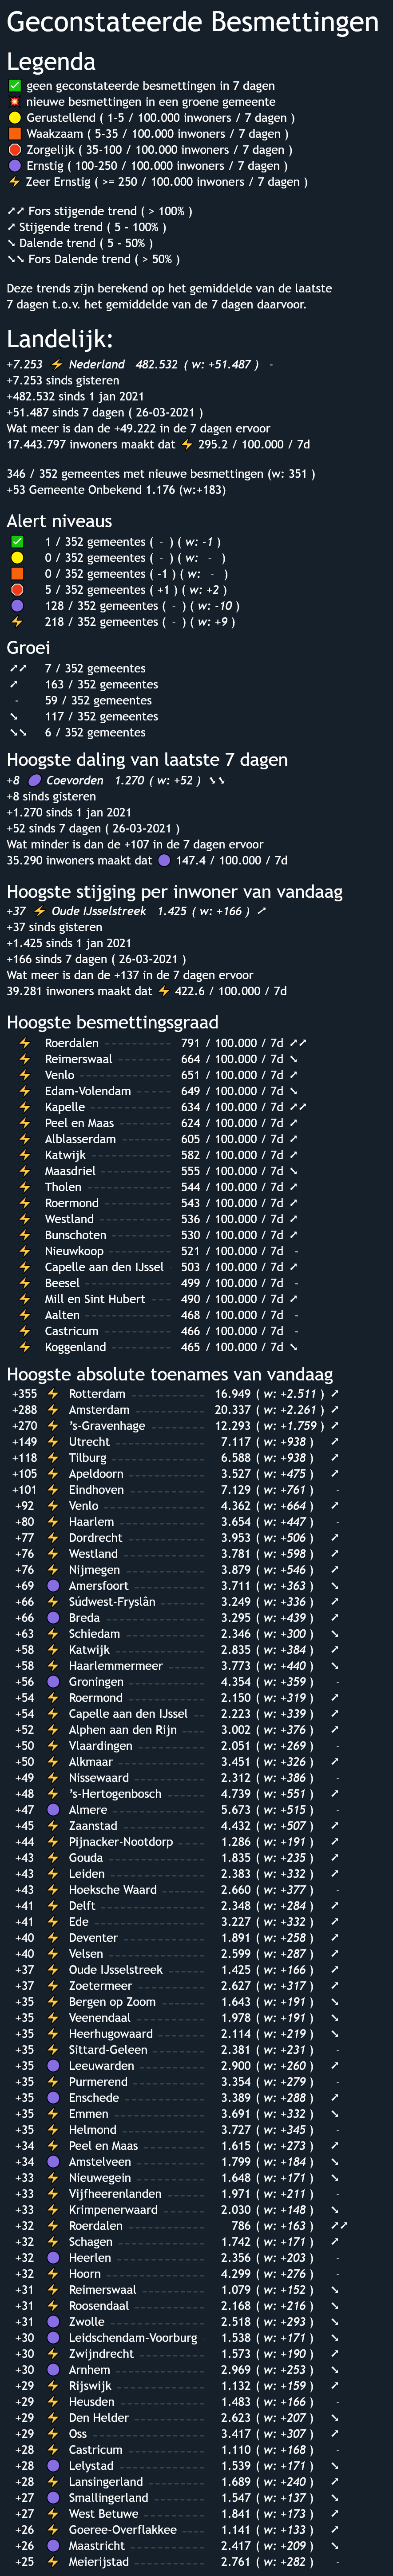 Geconstateerde Besmettingen
Legenda
✅ geen geconstateerde besmettingen in 7 dagen
💥 nieuwe besmettingen in een groene gemeente
🟡 Gerustellend ( 1-5 / 100.000 inwoners / 7 dagen )
🟧 Waakzaam ( 5-35 / 100.000 inwoners / 7 dagen )
🛑 Zorgelijk ( 35-100 / 100.000 inwoners / 7 dagen )
🟣 Ernstig ( 100-250 / 100.000 inwoners / 7 dagen )
⚡ Zeer Ernstig ( >= 250 / 100.000 inwoners / 7 dagen )
➚➚ Fors stijgende trend ( > 100% )
➚ Stijgende trend ( 5 - 100% )
➘ Dalende trend ( 5 - 50% )
➘➘ Fors Dalende trend ( > 50% )
Deze trends zijn berekend op het gemiddelde van de laatste
7 dagen t.o.v. het gemiddelde van de 7 dagen daarvoor.
Landelijk:
+7.253 ⚡ Nederland 482.532 ( w: +51.487 ) -
+7.253 sinds gisteren
+482.532 sinds 1 jan 2021
+51.487 sinds 7 dagen ( 26-03-2021 )
Wat meer is dan de +49.222 in de 7 dagen ervoor
17.443.797 inwoners maakt dat ⚡ 295.2 / 100.000 / 7d
346 / 352 gemeentes met nieuwe besmettingen (w: 351 )
+53 Gemeente Onbekend 1.176 (w:+183)
Alert niveaus
✅ 1 / 352 gemeentes ( - ) ( w: -1 )
🟡 0 / 352 gemeentes ( - ) ( w: - )
🟧 0 / 352 gemeentes ( -1 ) ( w: - )
🛑 5 / 352 gemeentes ( +1 ) ( w: +2 )
🟣 128 / 352 gemeentes ( - ) ( w: -10 )
⚡ 218 / 352 gemeentes ( - ) ( w: +9 )
Groei
➚➚ 7 / 352 gemeentes
➚ 163 / 352 gemeentes
- 59 / 352 gemeentes
➘ 117 / 352 gemeentes
➘➘ 6 / 352 gemeentes
Hoogste daling van laatste 7 dagen
+8 🟣 Coevorden 1.270 ( w: +52 ) ➘➘
+8 sinds gisteren
+1.270 sinds 1 jan 2021
+52 sinds 7 dagen ( 26-03-2021 )
Wat minder is dan de +107 in de 7 dagen ervoor
35.290 inwoners maakt dat 🟣 147.4 / 100.000 / 7d
Hoogste stijging per inwoner van vandaag
+37 ⚡ Oude IJsselstreek 1.425 ( w: +166 ) ➚
+37 sinds gisteren
+1.425 sinds 1 jan 2021
+166 sinds 7 dagen ( 26-03-2021 )
Wat meer is dan de +137 in de 7 dagen ervoor
39.281 inwoners maakt dat ⚡ 422.6 / 100.000 / 7d
Hoogste besmettingsgraad
⚡ Roerdalen 791 / 100.000 / 7d ➚➚
⚡ Reimerswaal 664 / 100.000 / 7d ➘
⚡ Venlo 651 / 100.000 / 7d ➚
⚡ Edam-Volendam 649 / 100.000 / 7d ➘
⚡ Kapelle 634 / 100.000 / 7d ➚➚
⚡ Peel en Maas 624 / 100.000 / 7d ➚
⚡ Alblasserdam 605 / 100.000 / 7d ➚
⚡ Katwijk 582 / 100.000 / 7d ➚
⚡ Maasdriel 555 / 100.000 / 7d ➘
⚡ Tholen 544 / 100.000 / 7d ➚
⚡ Roermond 543 / 100.000 / 7d ➚
⚡ Westland 536 / 100.000 / 7d ➚
⚡ Bunschoten 530 / 100.000 / 7d ➚
⚡ Nieuwkoop 521 / 100.000 / 7d -
⚡ Capelle aan den IJssel 503 / 100.000 / 7d ➚
⚡ Beesel 499 / 100.000 / 7d -
⚡ Mill en Sint Hubert 490 / 100.000 / 7d ➚
⚡ Aalten 468 / 100.000 / 7d -
⚡ Castricum 466 / 100.000 / 7d -
⚡ Koggenland 465 / 100.000 / 7d ➘
Hoogste absolute toenames van vandaag
+355 ⚡ Rotterdam 16.949 ( w: +2.511 ) ➚
+288 ⚡ Amsterdam 20.337 ( w: +2.261 ) ➚
+270 ⚡ 's-Gravenhage 12.293 ( w: +1.759 ) ➚
+149 ⚡ Utrecht 7.117 ( w: +938 ) ➚
+118 ⚡ Tilburg 6.588 ( w: +938 ) ➚
+105 ⚡ Apeldoorn 3.527 ( w: +475 ) ➚
+101 ⚡ Eindhoven 7.129 ( w: +761 ) -
+92 ⚡ Venlo 4.362 ( w: +664 ) ➚
+80 ⚡ Haarlem 3.654 ( w: +447 ) -
+77 ⚡ Dordrecht 3.953 ( w: +506 ) ➚
+76 ⚡ Westland 3.781 ( w: +598 ) ➚
+76 ⚡ Nijmegen 3.879 ( w: +546 ) ➚
+69 🟣 Amersfoort 3.711 ( w: +363 ) ➘
+66 ⚡ Súdwest-Fryslân 3.249 ( w: +336 ) ➚
+66 🟣 Breda 3.295 ( w: +439 ) ➚
+63 ⚡ Schiedam 2.346 ( w: +300 ) ➘
+58 ⚡ Katwijk 2.835 ( w: +384 ) ➚
+58 ⚡ Haarlemmermeer 3.773 ( w: +440 ) ➘
+56 🟣 Groningen 4.354 ( w: +359 ) -
+54 ⚡ Roermond 2.150 ( w: +319 ) ➚
+54 ⚡ Capelle aan den IJssel 2.223 ( w: +339 ) ➚
+52 ⚡ Alphen aan den Rijn 3.002 ( w: +376 ) ➚
+50 ⚡ Vlaardingen 2.051 ( w: +269 ) -
+50 ⚡ Alkmaar 3.451 ( w: +326 ) ➚
+49 ⚡ Nissewaard 2.312 ( w: +386 ) -
+48 ⚡ 's-Hertogenbosch 4.739 ( w: +551 ) ➚
+47 🟣 Almere 5.673 ( w: +515 ) -
+45 ⚡ Zaanstad 4.432 ( w: +507 ) ➚
+44 ⚡ Pijnacker-Nootdorp 1.286 ( w: +191 ) ➚
+43 ⚡ Gouda 1.835 ( w: +235 ) ➚
+43 ⚡ Leiden 2.383 ( w: +332 ) ➚
+43 ⚡ Hoeksche Waard 2.660 ( w: +377 ) -
+41 ⚡ Delft 2.348 ( w: +284 ) ➚
+41 ⚡ Ede 3.227 ( w: +332 ) ➚
+40 ⚡ Deventer 1.891 ( w: +258 ) ➚
+40 ⚡ Velsen 2.599 ( w: +287 ) ➚
+37 ⚡ Oude IJsselstreek 1.425 ( w: +166 ) ➚
+37 ⚡ Zoetermeer 2.627 ( w: +317 ) ➚
+35 ⚡ Bergen op Zoom 1.643 ( w: +191 ) ➘
+35 ⚡ Veenendaal 1.978 ( w: +191 ) ➘
+35 ⚡ Heerhugowaard 2.114 ( w: +219 ) ➘
+35 ⚡ Sittard-Geleen 2.381 ( w: +231 ) -
+35 🟣 Leeuwarden 2.900 ( w: +260 ) ➚
+35 ⚡ Purmerend 3.354 ( w: +279 ) -
+35 🟣 Enschede 3.389 ( w: +288 ) ➚
+35 ⚡ Emmen 3.691 ( w: +332 ) ➘
+35 ⚡ Helmond 3.727 ( w: +345 ) -
+34 ⚡ Peel en Maas 1.615 ( w: +273 ) ➚
+34 🟣 Amstelveen 1.799 ( w: +184 ) ➘
+33 ⚡ Nieuwegein 1.648 ( w: +171 ) ➘
+33 ⚡ Vijfheerenlanden 1.971 ( w: +211 ) -
+33 ⚡ Krimpenerwaard 2.030 ( w: +148 ) ➘
+32 ⚡ Roerdalen 786 ( w: +163 ) ➚➚
+32 ⚡ Schagen 1.742 ( w: +171 ) ➚
+32 🟣 Heerlen 2.356 ( w: +203 ) -
+32 ⚡ Hoorn 4.299 ( w: +276 ) -
+31 ⚡ Reimerswaal 1.079 ( w: +152 ) ➘
+31 ⚡ Roosendaal 2.168 ( w: +216 ) ➘
+31 🟣 Zwolle 2.518 ( w: +293 ) ➘
+30 🟣 Leidschendam-Voorburg 1.538 ( w: +171 ) ➘
+30 ⚡ Zwijndrecht 1.573 ( w: +190 ) ➚
+30 🟣 Arnhem 2.969 ( w: +253 ) ➘
+29 ⚡ Rijswijk 1.132 ( w: +159 ) ➚
+29 ⚡ Heusden 1.483 ( w: +166 ) -
+29 ⚡ Den Helder 2.623 ( w: +207 ) ➘
+29 ⚡ Oss 3.417 ( w: +307 ) ➚
+28 ⚡ Castricum 1.110 ( w: +168 ) -
+28 🟣 Lelystad 1.539 ( w: +171 ) ➘
+28 ⚡ Lansingerland 1.689 ( w: +240 ) ➚
+27 🟣 Smallingerland 1.547 ( w: +137 ) ➘
+27 ⚡ West Betuwe 1.841 ( w: +173 ) ➚
+26 ⚡ Goeree-Overflakkee 1.141 ( w: +133 ) ➚
+26 🟣 Maastricht 2.417 ( w: +209 ) ➘
+25 ⚡ Meierijstad 2.761 ( w: +282 ) -